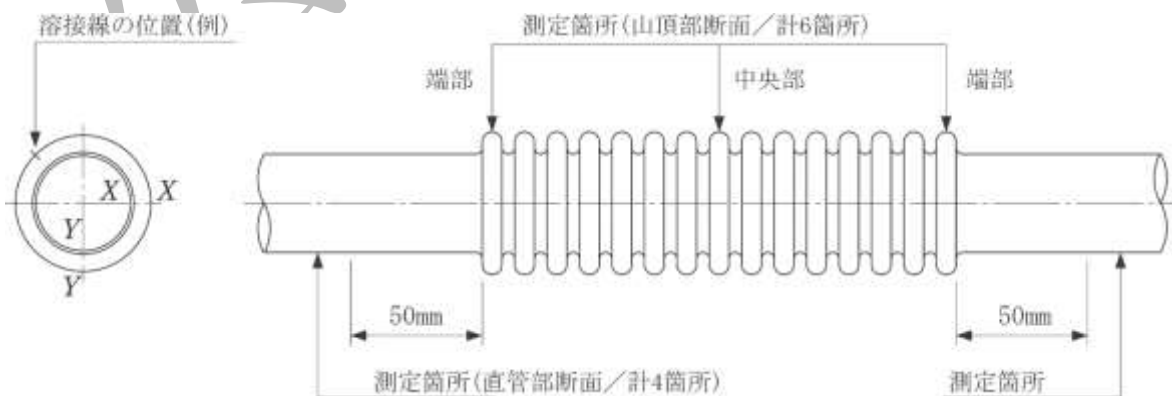 溶接線の位置(例)
測定箇所(山頂部断面/計6箇所)
端部
中央部
端部
X
X
Y
Y
50mm
50mm
測定箇所(直管部断面/計4箇所)
測定箇所